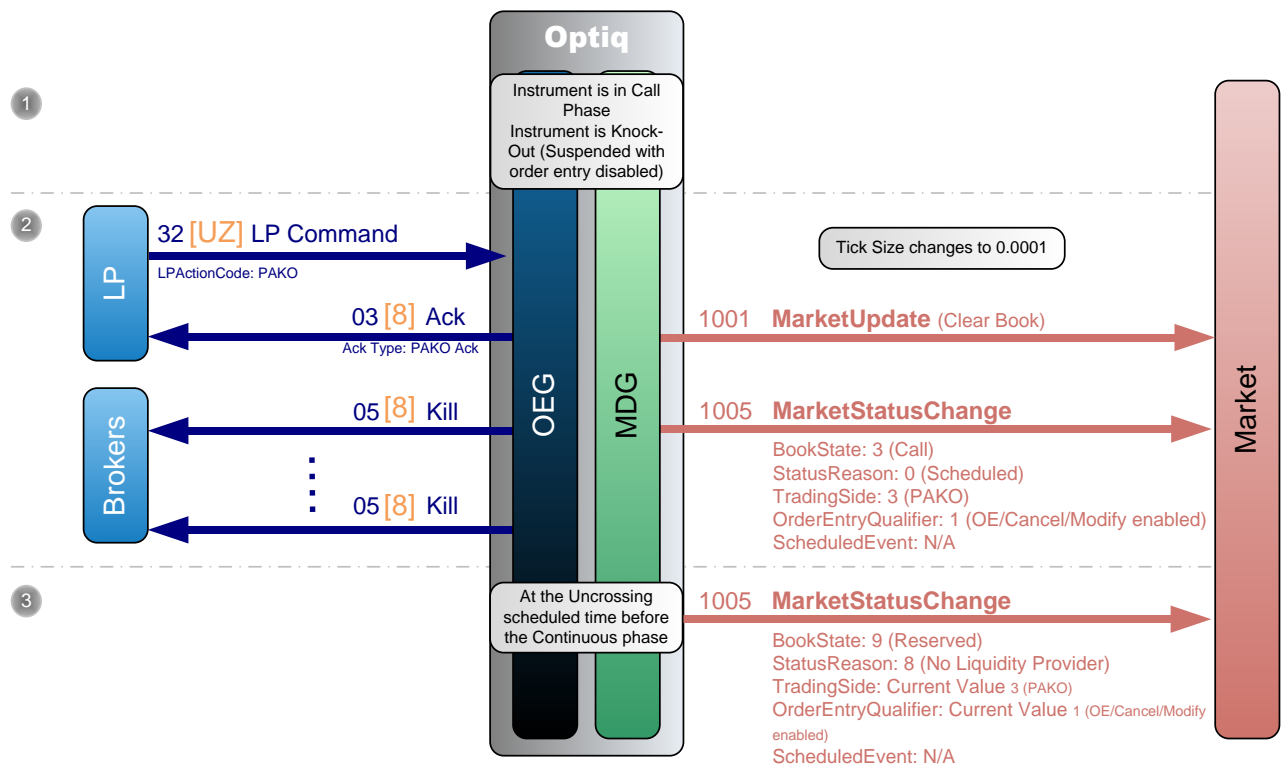 Optiq
1
Instrument is in Call
Phase
Instrument is Knock-
Out (Suspended with
order entry disabled)
2
LP
32 [UZ] LP Command
LPActionCode: PAKO
03 [8] Ack
Ack Type: PAKO Ack
Brokers
05 [8] Kill
05 [8] Kill
OEG
MDG
Tick Size changes to 0.0001
1001 MarketUpdate (Clear Book)
1005 MarketStatusChange
BookState: 3 (Call)
StatusReason: 0 (Scheduled)
TradingSide: 3 (PAKO)
OrderEntryQualifier: 1 (OE/Cancel/Modify enabled)
ScheduledEvent: N/A
Market
3
At the Uncrossing
scheduled time before
the Continuous phase
1005 MarketStatusChange
BookState: 9 (Reserved)
StatusReason: 8 (No Liquidity Provider)
TradingSide: Current Value 3 (PAKO)
OrderEntryQualifier: Current Value 1 (OE/Cancel/Modify
enabled)
ScheduledEvent: N/A